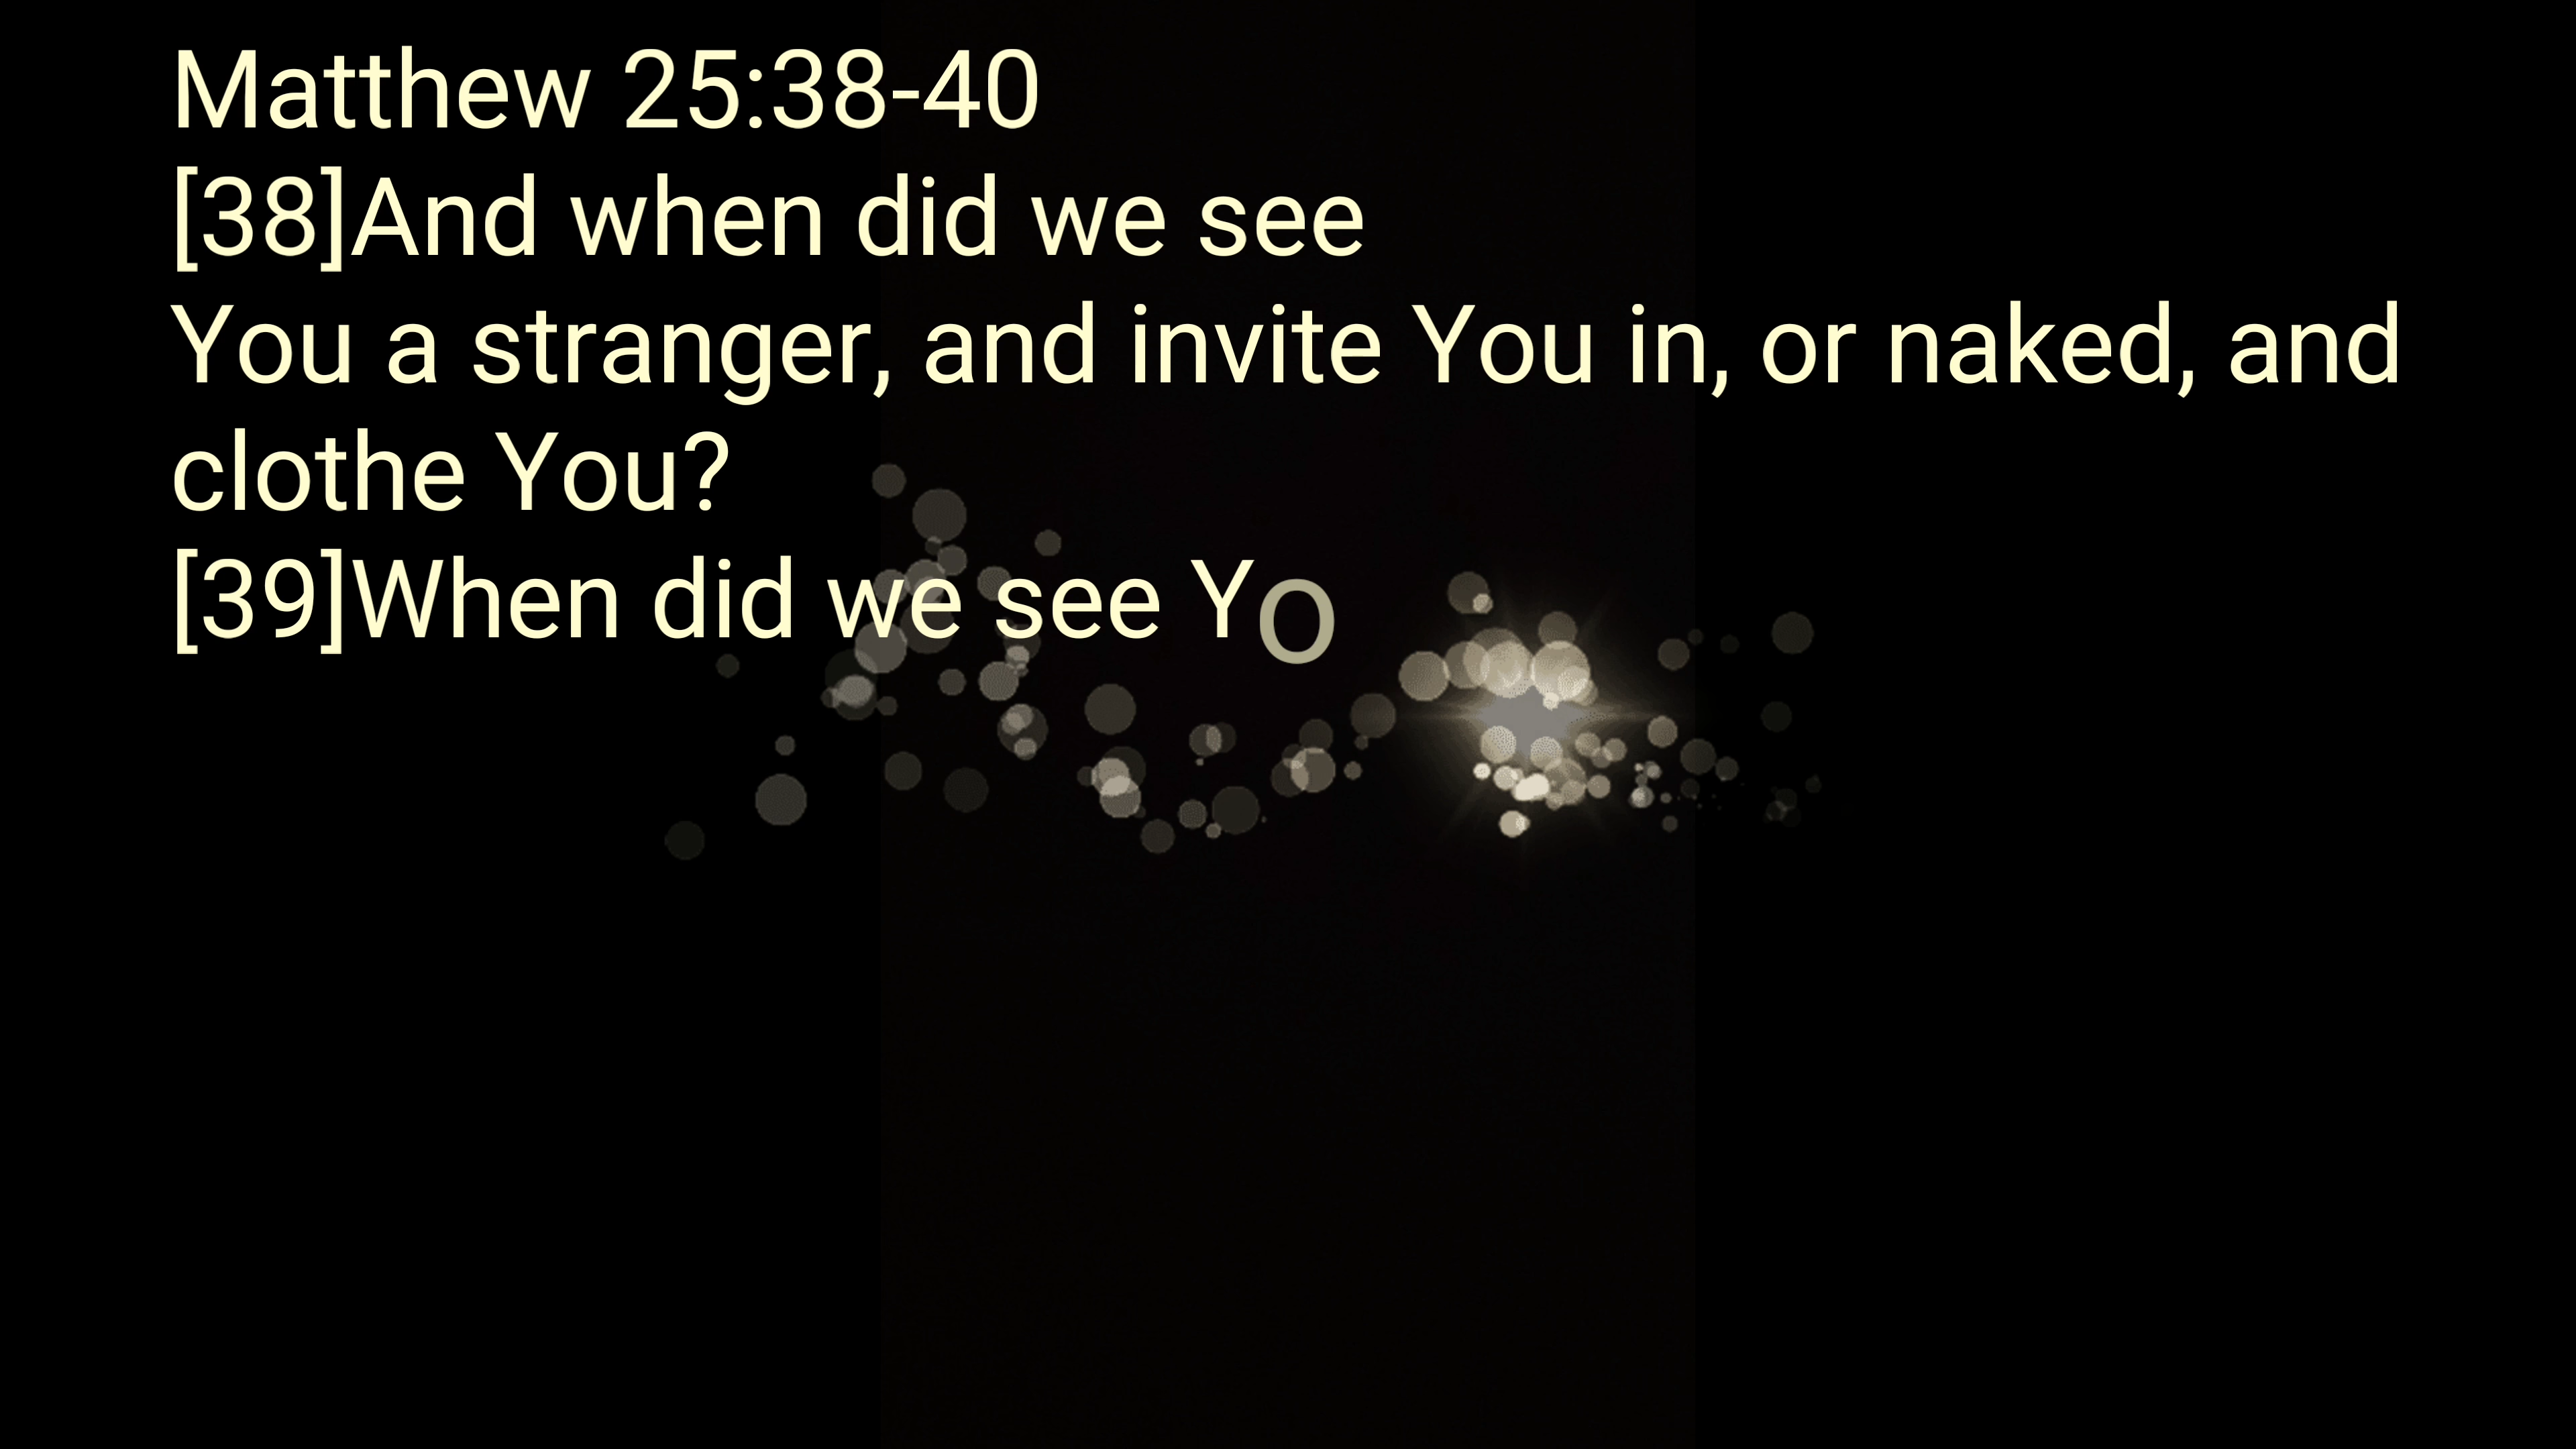 Matthew 25:38-40
[38]And when did we see
You a stranger, and invite You in, or naked, and
clothe You?
[39]When did we see Yo